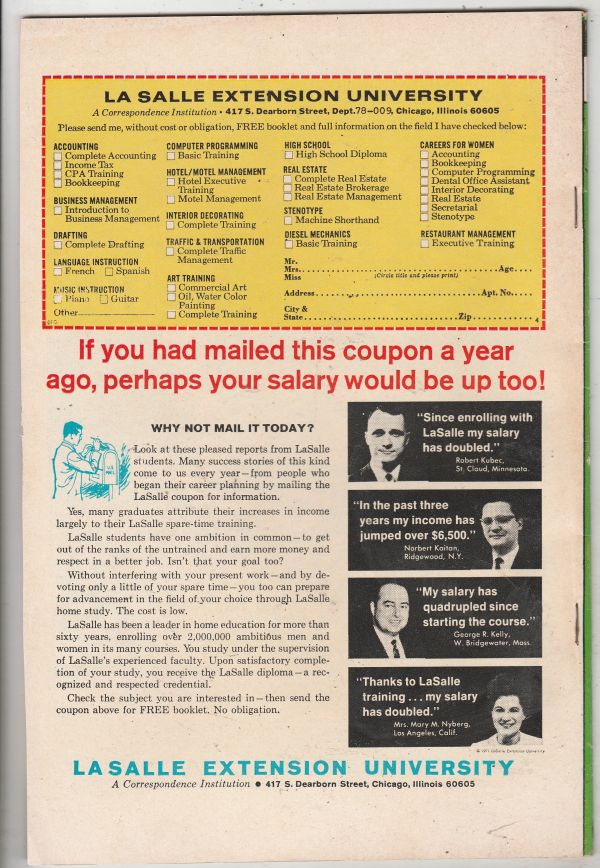 LA SALLE EXTENSION UNIVERSITY
A Correspondence Institution • 417 S. Dearborn Street, Dept. 78-009, Chicago, Illinois 60605
Please send me, without cost or obligation, FREE booklet and full information on the field I have checked below:
ACCOUNTING
Complete Accounting
Income Tax
CPA Training
Bookkeeping
BUSINESS MANAGEMENT
Introduction to
Business Management
DRAFTING
Complete Drafting
LANGUAGE INSTRUCTION
French Spanish
MUSIC INSTRUCTION
Piano Guitar
Other
COMPUTER PROGRAMMING
Basic Training
HOTEL/MOTEL MANAGEMENT
Hotel Executive
Training
Motel Management
INTERIOR DECORATING
Complete Training
TRAFFIC & TRANSPORTATION
Complete Traffic
Management
ART TRAINING
Commercial Art
Oil, Water Color
Painting
Complete Training
HIGH SCHOOL
High School Diploma
REAL ESTATE
Complete Real Estate
Real Estate Brokerage
Real Estate Management
STENOTYPE
Machine Shorthand
DIESEL MECHANICS
Basic Training
CAREERS FOR WOMEN
Accounting
Bookkeeping
Computer Programming
Dental Office Assistant
Interior Decorating
Real Estate
Secretarial
Stenotype
RESTAURANT MANAGEMENT
Executive Training
Mr.
Mrs. Age
Miss (Circle title and please print)
Address Apt. No.
City &
State Zip 4
If you had mailed this coupon a year
ago, perhaps your salary would be up too!
WHY NOT MAIL IT TODAY?
Look at these pleased reports from LaSalle
students. Many success stories of this kind
come to us every year—from people who
began their career planning by mailing the
LaSalle coupon for information.
Yes, many graduates attribute their increases in income
largely to their LaSalle spare-time training.
LaSalle students have one ambition in common—to get
out of the ranks of the untrained and earn more money and
respect in a better job. Isn't that your goal too?
Without interfering with your present work—and by de-
voting only a little of your spare time—you too can prepare
for advancement in the field of your choice through LaSalle
home study. The cost is low.
LaSalle has been a leader in home education for more than
sixty years, enrolling over 2,000,000 ambitious men and
women in its many courses. You study under the supervision
of LaSalle's experienced faculty. Upon satisfactory comple-
tion of your study, you receive the LaSalle diploma—a rec-
ognized and respected credential.
Check the subject you are interested in—then send the
coupon above for FREE booklet. No obligation.
"Since enrolling with
LaSalle my salary
has doubled."
Robert Kubec,
St. Cloud, Minnesota.
"In the past three
years my income has
jumped over $6,500."
Norbert Kaitan,
Ridgewood, N.Y.
"My salary has
quadrupled since
starting the course."
George R. Kelly,
W. Bridgewater, Mass.
"Thanks to LaSalle
training . . . my salary
has doubled."
Mrs. Mary M. Nyberg,
Los Angeles, Calif.
© 1971 LaSalle Extension University
LA SALLE EXTENSION UNIVERSITY
A Correspondence Institution • 417 S. Dearborn Street, Chicago, Illinois 60605